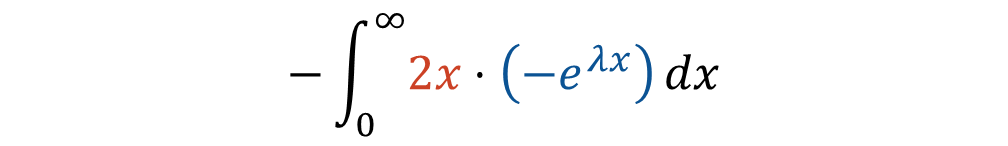 −∫₀^∞ 2x · (−e^{λx}) dx